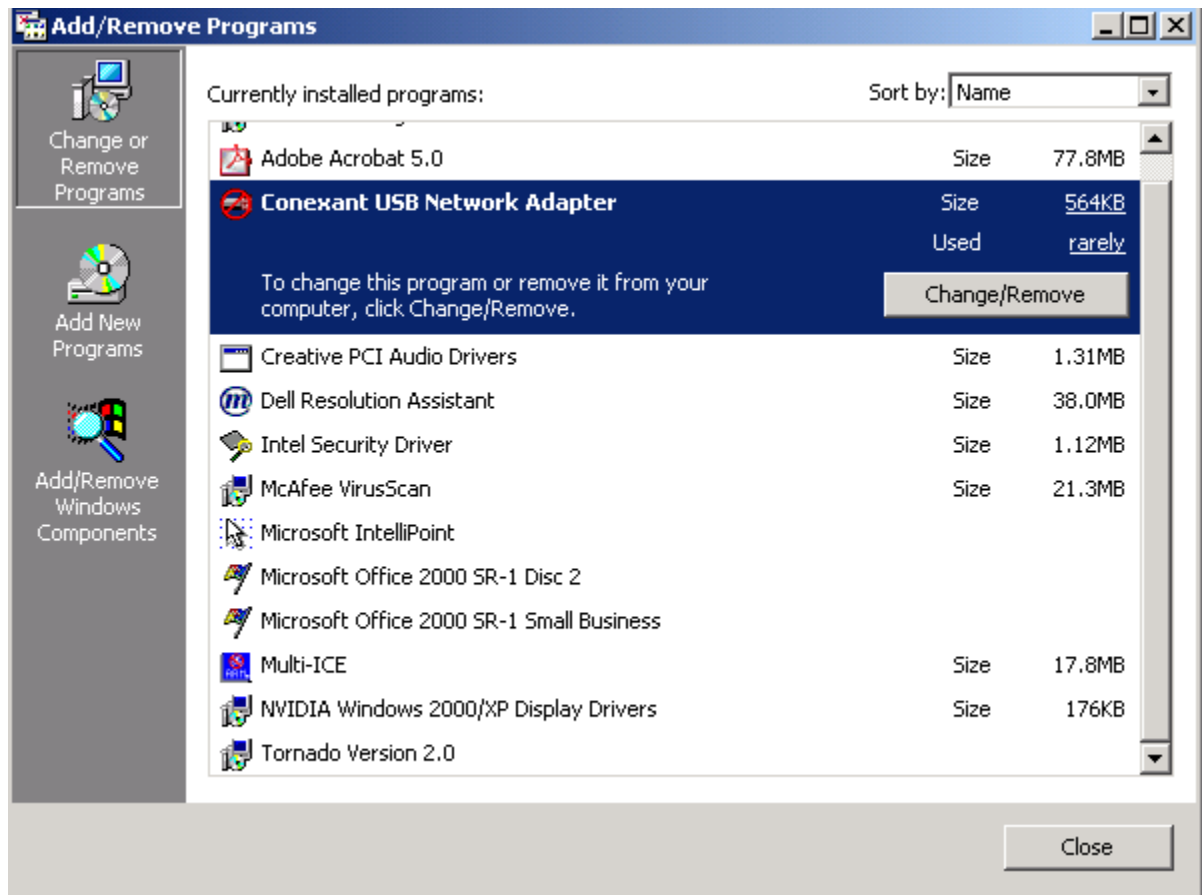 Add/Remove Programs
Change or
Remove
Programs
Add New
Programs
Add/Remove
Windows
Components
Currently installed programs:
Sort by: Name
Adobe Acrobat 5.0 Size 77.8MB
Conexant USB Network Adapter Size 564KB
Used rarely
To change this program or remove it from your
computer, click Change/Remove.
Change/Remove
Creative PCI Audio Drivers Size 1.31MB
Dell Resolution Assistant Size 38.0MB
Intel Security Driver Size 1.12MB
McAfee VirusScan Size 21.3MB
Microsoft IntelliPoint
Microsoft Office 2000 SR-1 Disc 2
Microsoft Office 2000 SR-1 Small Business
Multi-ICE Size 17.8MB
NVIDIA Windows 2000/XP Display Drivers Size 176KB
Tornado Version 2.0
Close